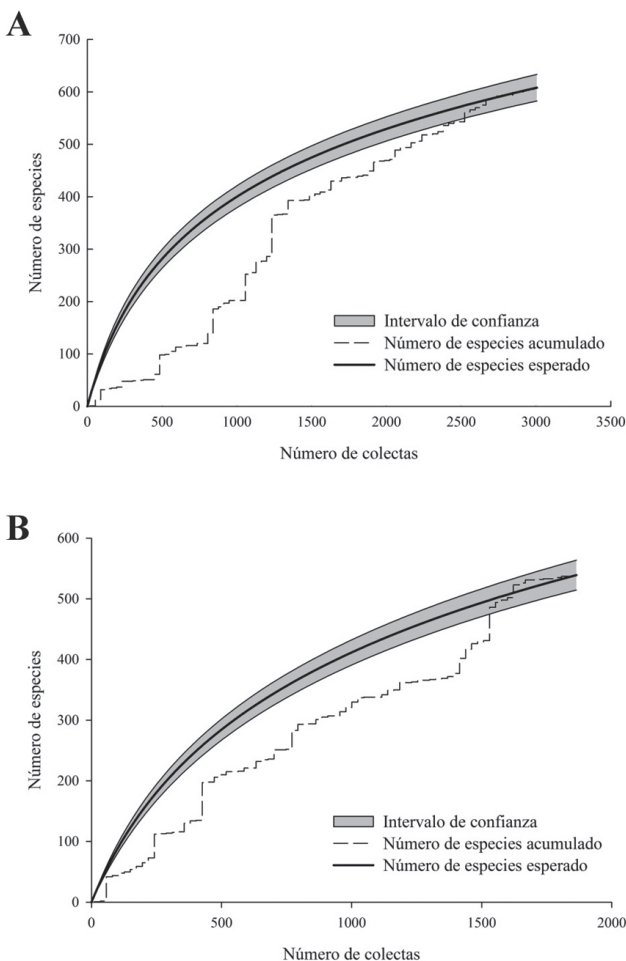 A
700
600
500
400
300
200
100
0
Número de especies
Intervalo de confianza
Número de especies acumulado
Número de especies esperado
0 500 1000 1500 2000 2500 3000 3500
Número de colectas
B
600
500
400
300
200
100
0
Número de especies
Intervalo de confianza
Número de especies acumulado
Número de especies esperado
0 500 1000 1500 2000
Número de colectas